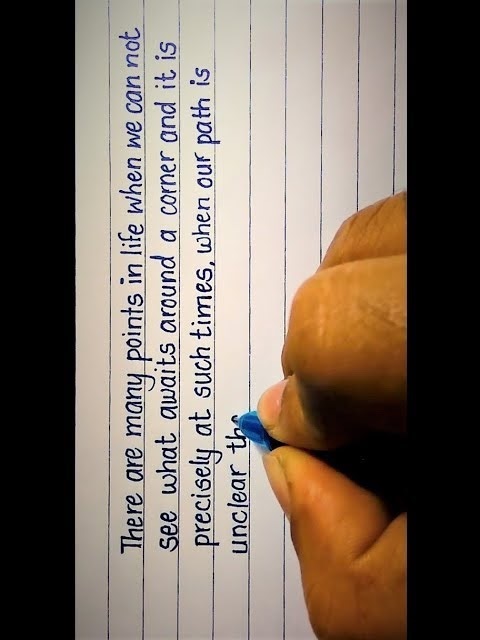 There are many points in life when we can not
see what awaits around a corner and it is
precisely at such times, when our path is
unclear th